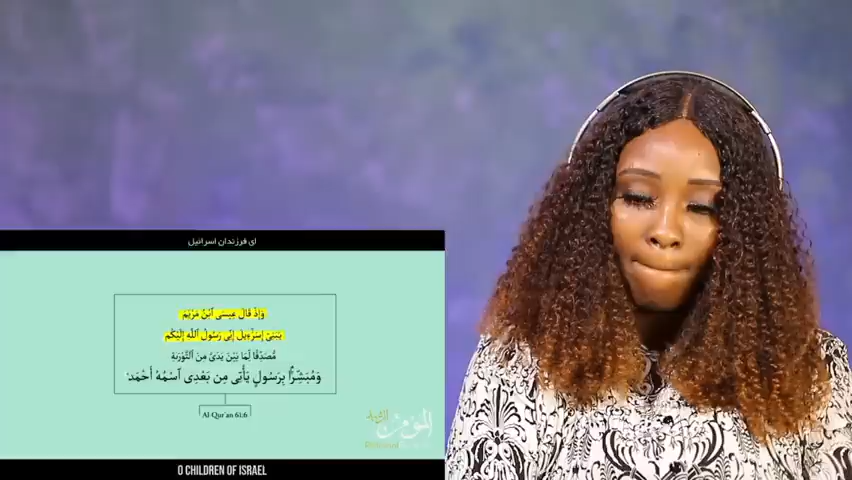 ای فرزندان اسرائیل
وَإِذْ قَالَ عِيسَى ٱبْنُ مَرْيَمَ
يَـٰبَنِىٓ إِسْرَٰٓءِيلَ إِنِّى رَسُولُ ٱللَّهِ إِلَيْكُم
مُّصَدِّقًا لِّمَا بَيْنَ يَدَىَّ مِنَ ٱلتَّوْرَىٰةِ
وَمُبَشِّرًۢا بِرَسُولٍ يَأْتِى مِنۢ بَعْدِى ٱسْمُهُۥٓ أَحْمَدُ
Al Qur'an 61:6
O CHILDREN OF ISRAEL